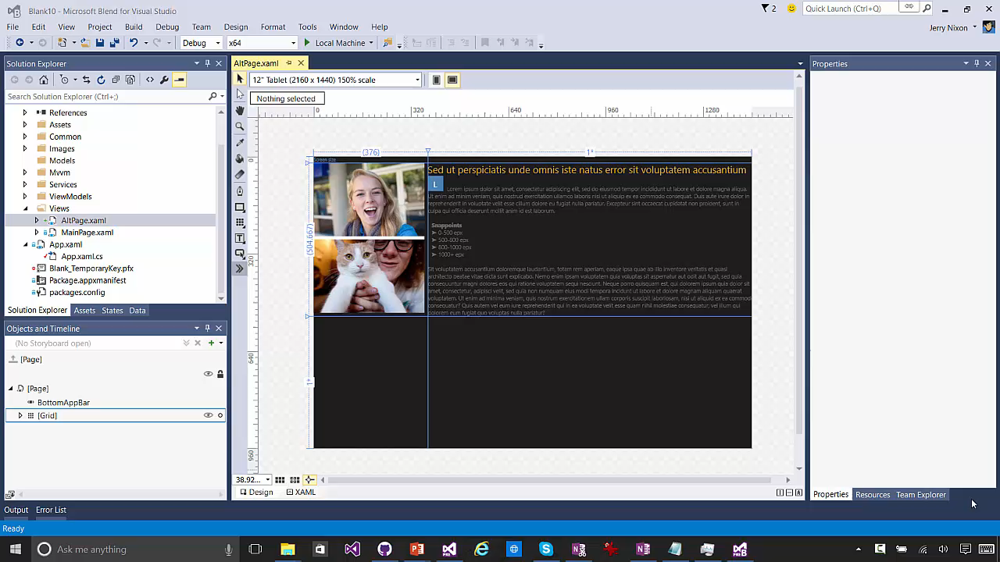 Blank10 - Microsoft Blend for Visual Studio
2
Quick Launch (Ctrl+;)
File Edit View Project Build Debug Team Design Format Tools Window Help
Jerry Nixon
Debug x64 Local Machine
Solution Explorer
Search Solution Explorer (Ctrl+;)
References
Assets
Common
Images
Models
Mvvm
Services
ViewModels
Views
AltPage.xaml
MainPage.xaml
App.xaml
App.xaml.cs
Blank_TemporaryKey.pfx
Package.appxmanifest
packages.config
Solution Explorer Assets States Data
Objects and Timeline
(No Storyboard open)
[Page]
[Page]
BottomAppBar
[Grid]
AltPage.xaml
12" Tablet (2160 x 1440) 150% scale
Nothing selected
0 320 640 960 1280
320
640
960
(376) 1*
(504.667)
1*
Screen size
Sed ut perspiciatis unde omnis iste natus error sit voluptatem accusantium
L
Lorem ipsum dolor sit amet, consectetur adipiscing elit, sed do eiusmod tempor incididunt ut labore et dolore magna aliqua.
Ut enim ad minim veniam, quis nostrud exercitation ullamco laboris nisi ut aliquip ex ea commodo consequat. Duis aute irure dolor in
reprehenderit in voluptate velit esse cillum dolore eu fugiat nulla pariatur. Excepteur sint occaecat cupidatat non proident, sunt in
culpa qui officia deserunt mollit anim id est laborum.
Snappoints
➤ 0-500 epx
➤ 500-800 epx
➤ 800-1000 epx
➤ 1000+ epx
Sit voluptatem accusantium doloremque laudantium, totam rem aperiam, eaque ipsa quae ab illo inventore veritatis et quasi
architecto beatae vitae dicta sunt explicabo. Nemo enim ipsam voluptatem quia voluptas sit aspernatur aut odit aut fugit, sed quia
consequuntur magni dolores eos qui ratione voluptatem sequi nesciunt. Neque porro quisquam est, qui dolorem ipsum quia dolor sit
amet, consectetur, adipisci velit, sed quia non numquam eius modi tempora incidunt ut labore et dolore magnam aliquam quaerat
voluptatem. Ut enim ad minima veniam, quis nostrum exercitationem ullam corporis suscipit laboriosam, nisi ut aliquid ex ea commodi
consequatur? Quis autem vel eum iure reprehenderit qui in ea voluptate velit esse quam nihil molestiae consequatur, vel illum qui
dolorem eum fugiat quo voluptas nulla pariatur?
38.92...
Design XAML
Properties
Properties Resources Team Explorer
Output Error List
Ready
Ask me anything